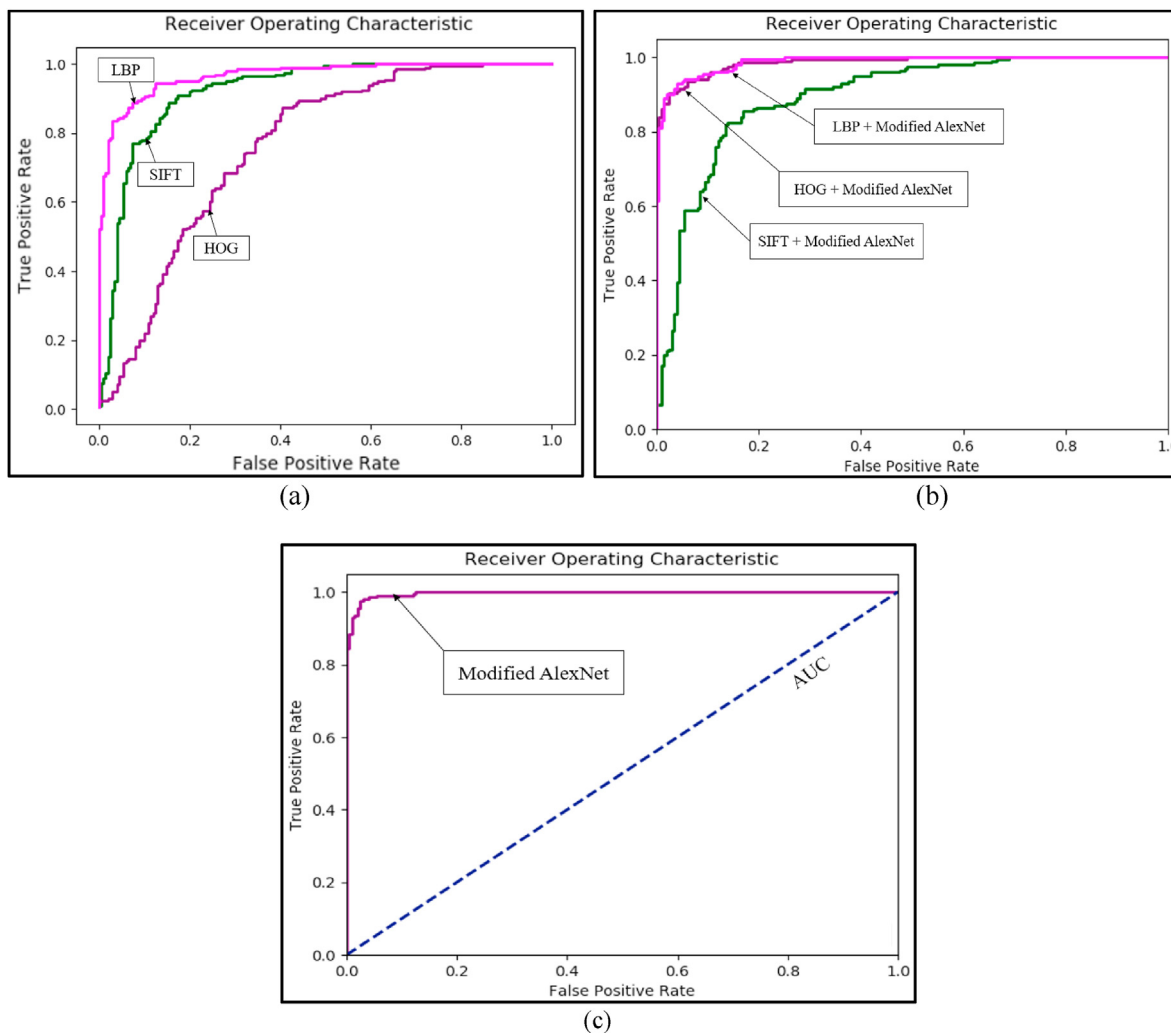 Receiver Operating Characteristic
True Positive Rate
1.0
0.8
0.6
0.4
0.2
0.0
LBP
SIFT
HOG
0.0 0.2 0.4 0.6 0.8 1.0
False Positive Rate
(a)
Receiver Operating Characteristic
True Positive Rate
1.0
0.8
0.6
0.4
0.2
0.0
LBP + Modified AlexNet
HOG + Modified AlexNet
SIFT + Modified AlexNet
0.0 0.2 0.4 0.6 0.8 1.0
False Positive Rate
(b)
Receiver Operating Characteristic
True Positive Rate
1.0
0.8
0.6
0.4
0.2
0.0
Modified AlexNet
AUC
0.0 0.2 0.4 0.6 0.8 1.0
False Positive Rate
(c)